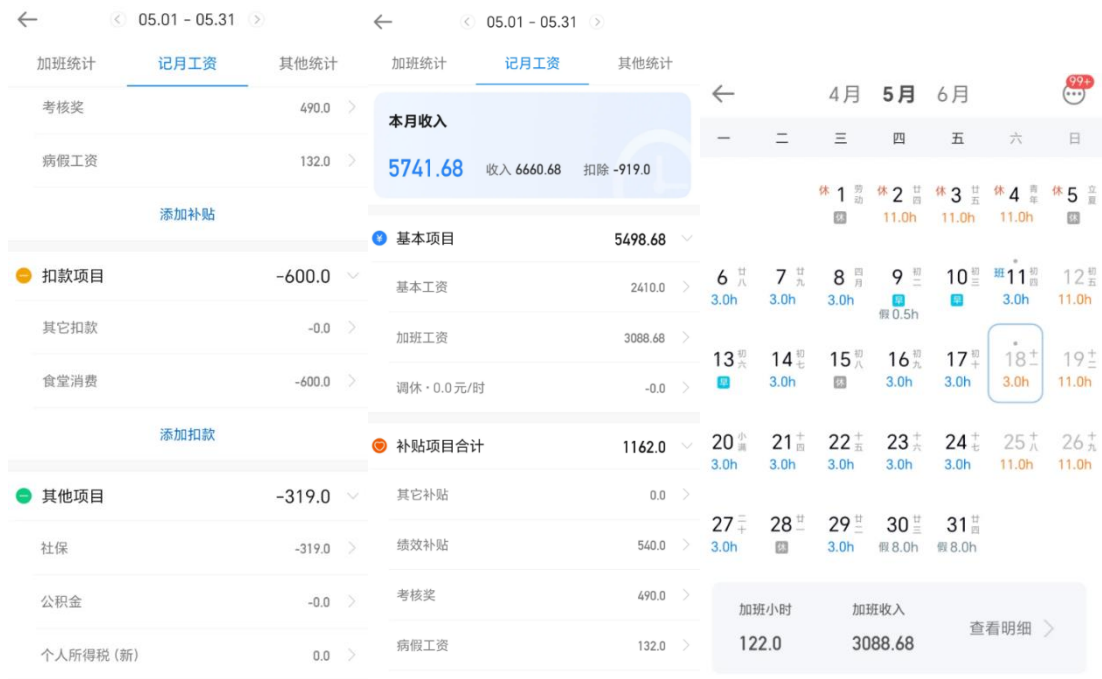 05.01 - 05.31
加班统计 记月工资 其他统计
考核奖 490.0
病假工资 132.0
添加补贴
扣款项目 -600.0
其它扣款 -0.0
食堂消费 -600.0
添加扣款
其他项目 -319.0
社保 -319.0
公积金 -0.0
个人所得税 (新) 0.0
05.01 - 05.31
加班统计 记月工资 其他统计
本月收入
5741.68 收入 6660.68 扣除 -919.0
基本项目 5498.68
基本工资 2410.0
加班工资 3088.68
调休·0.0元/时 -0.0
补贴项目合计 1162.0
其它补贴 0.0
绩效补贴 540.0
考核奖 490.0
病假工资 132.0
4月 5月 6月 99+
一 二 三 四 五 六 日
休 1 劳动 休 2 廿四 休 3 廿五 休 4 青年 休 5 立夏
休 11.0h 11.0h 11.0h 休
6 廿八 7 廿九 8 四月 9 初二 10 初三 班 11 初四 12 初五
3.0h 3.0h 3.0h 早 早 3.0h 11.0h
假 0.5h
13 初六 14 初七 15 初八 16 初九 17 初十 18 十一 19 十二
早 3.0h 休 3.0h 3.0h 3.0h 11.0h
20 小满 21 十四 22 十五 23 十六 24 十七 25 十八 26 十九
3.0h 3.0h 3.0h 3.0h 3.0h 11.0h 11.0h
27 二十 28 廿一 29 廿二 30 廿三 31 廿四
3.0h 休 3.0h 假 8.0h 假 8.0h
加班小时 加班收入
122.0 3088.68 查看明细